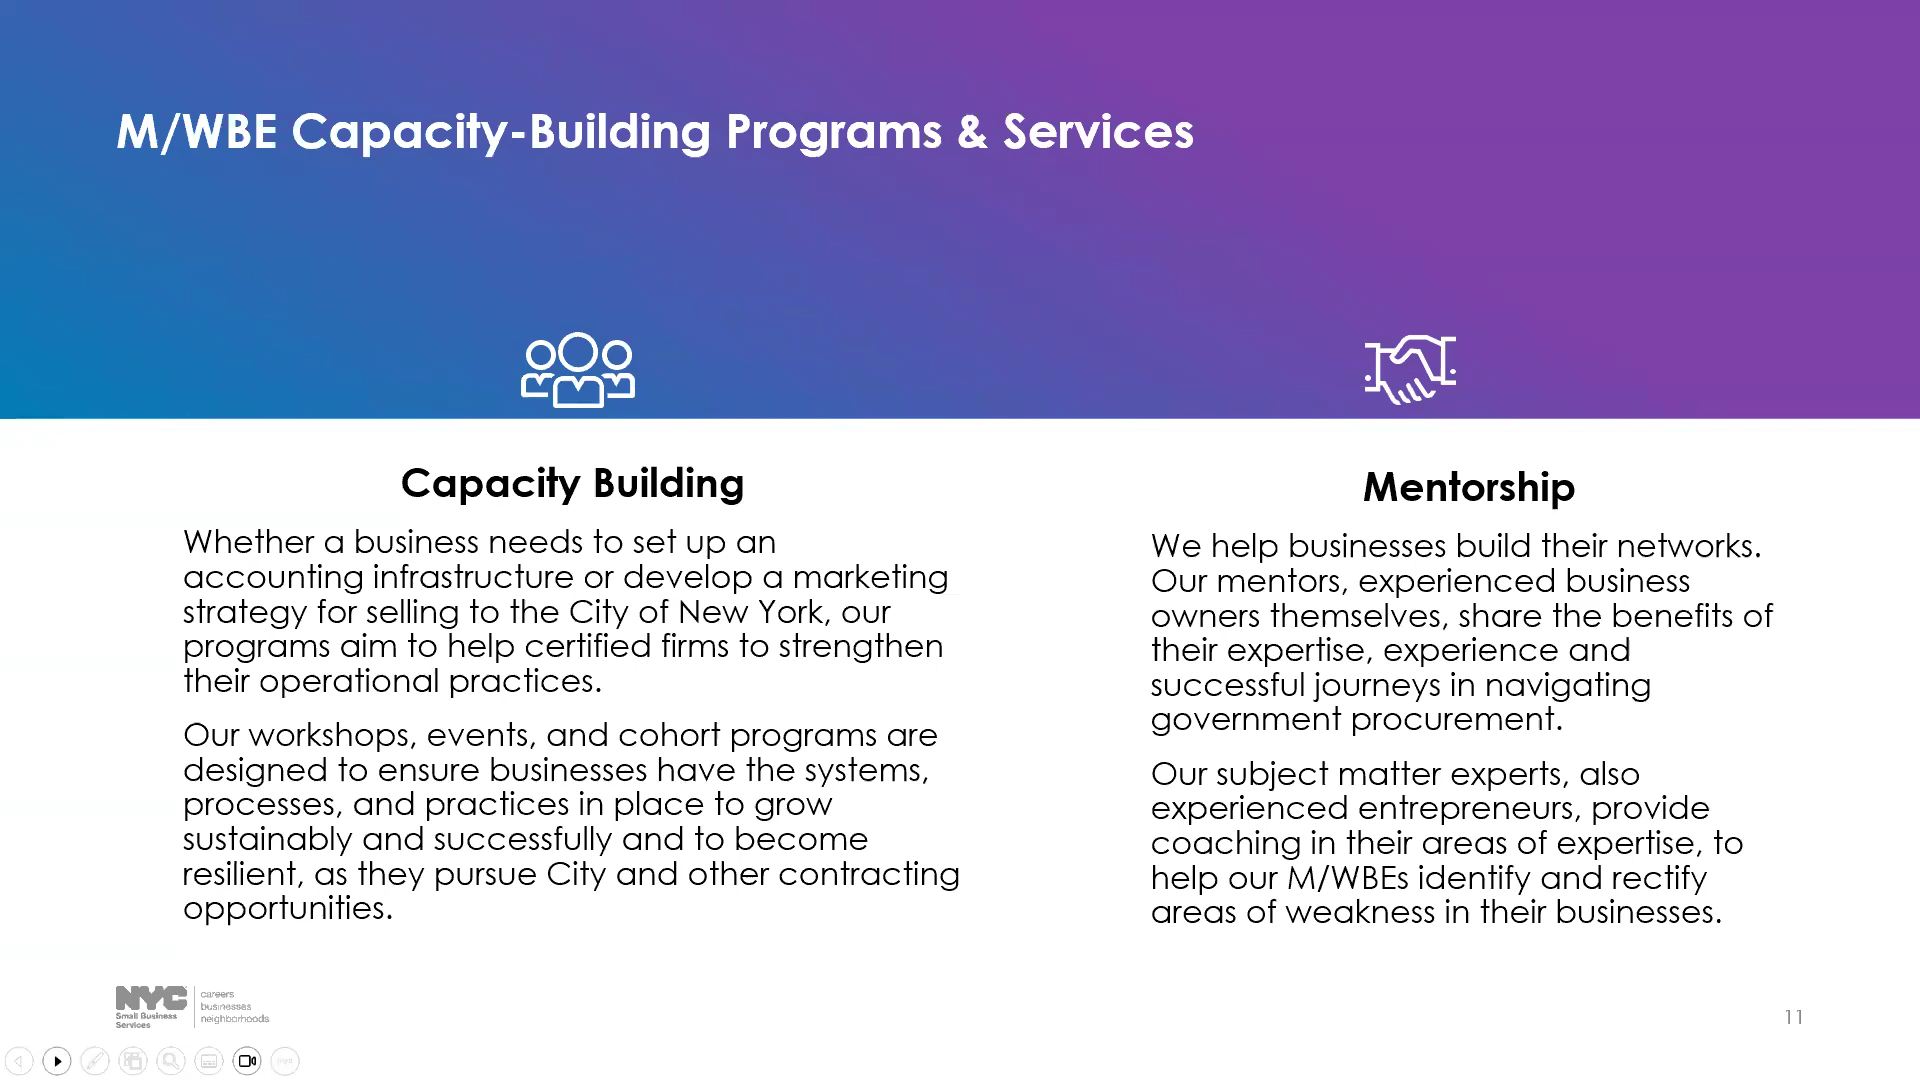 M/WBE Capacity-Building Programs & Services
Capacity Building
Whether a business needs to set up an
accounting infrastructure or develop a marketing
strategy for selling to the City of New York, our
programs aim to help certified firms to strengthen
their operational practices.
Our workshops, events, and cohort programs are
designed to ensure businesses have the systems,
processes, and practices in place to grow
sustainably and successfully and to become
resilient, as they pursue City and other contracting
opportunities.
Mentorship
We help businesses build their networks.
Our mentors, experienced business
owners themselves, share the benefits of
their expertise, experience and
successful journeys in navigating
government procurement.
Our subject matter experts, also
experienced entrepreneurs, provide
coaching in their areas of expertise, to
help our M/WBEs identify and rectify
areas of weakness in their businesses.
NYC
Small Business
Services
careers
businesses
neighborhoods
11